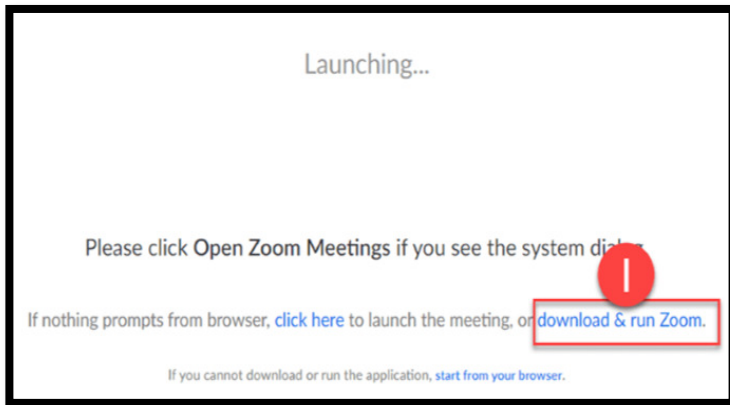 Launching...
Please click Open Zoom Meetings if you see the system
I
If nothing prompts from browser, click here to launch the meeting, or download & run Zoom.
If you cannot download or run the application, start from your browser.